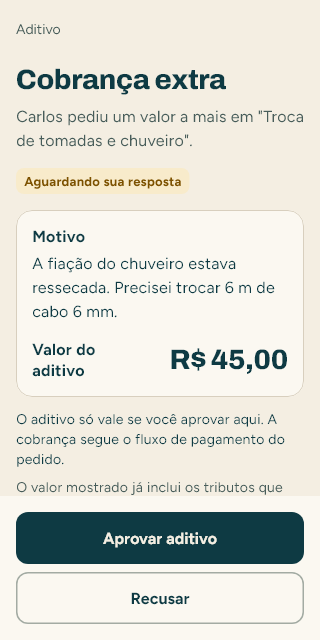 Aditivo
Cobrança extra
Carlos pediu um valor a mais em "Troca
de tomadas e chuveiro".
Aguardando sua resposta
Motivo
A fiação do chuveiro estava
ressecada. Precisei trocar 6 m de
cabo 6 mm.
Valor do
aditivo
R$ 45,00
O aditivo só vale se você aprovar aqui. A
cobrança segue o fluxo de pagamento do
pedido.
O valor mostrado já inclui os tributos que
Aprovar aditivo
Recusar